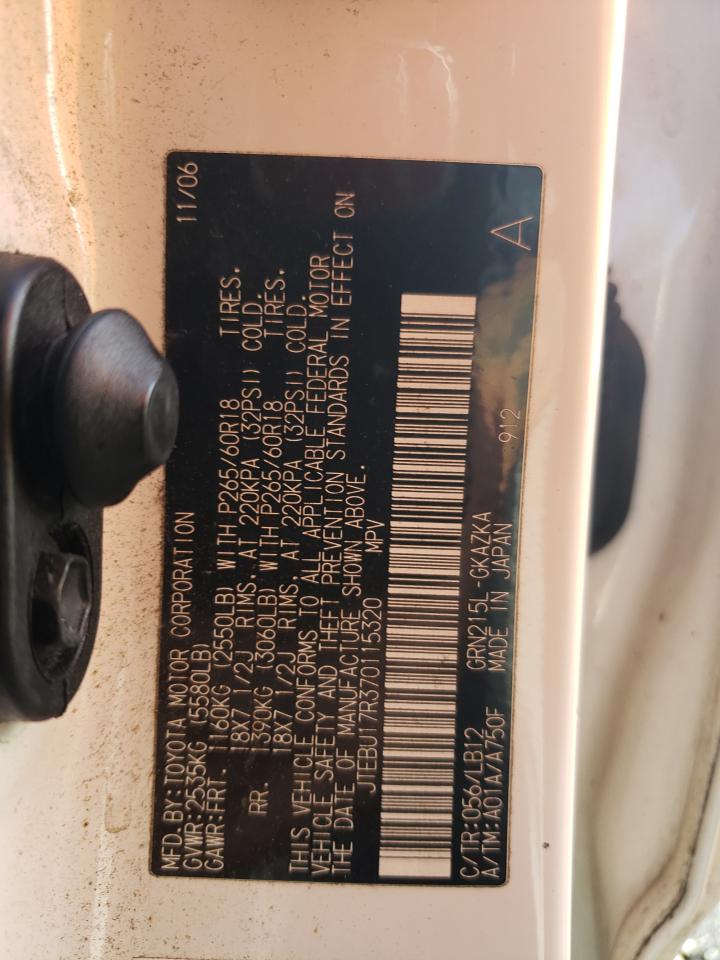 MFD. BY: TOYOTA MOTOR CORPORATION 11/06
GVWR: 2535KG (5580LB)
GAWR: FRT. 1160KG (2550LB) WITH P265/60R18 TIRES.
18X7 1/2J RIMS. AT 220KPA (32PSI) COLD.
RR. 1390KG (3060LB) WITH P265/60R18 TIRES.
18X7 1/2J RIMS. AT 220KPA (32PSI) COLD.
THIS VEHICLE CONFORMS TO ALL APPLICABLE FEDERAL MOTOR
VEHICLE SAFETY AND THEFT PREVENTION STANDARDS IN EFFECT ON
THE DATE OF MANUFACTURE SHOWN ABOVE.
JTEBU17R370115320 MPV
C/TR: 056/LB12 GRN215L-GKAZKA
A/TM: A01A/A750F MADE IN JAPAN 912 A